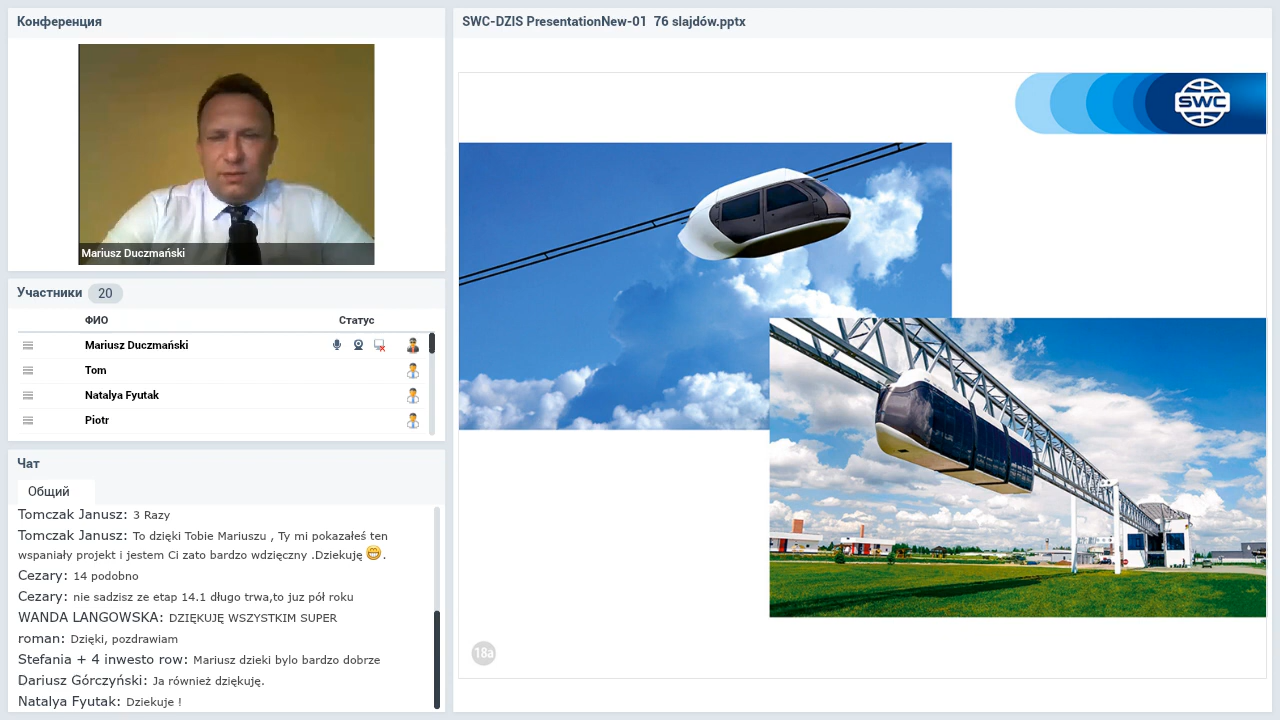 Конференция
Mariusz Duczmański
Участники 20
ФИО Статус
Mariusz Duczmański
Tom
Natalya Fyutak
Piotr
Чат
Общий
Tomczak Janusz: 3 Razy
Tomczak Janusz: To dzięki Tobie Mariuszu , Ty mi pokazałeś ten
wspaniały projekt i jestem Ci zato bardzo wdzięczny .Dziekuję 😁.
Cezary: 14 podobno
Cezary: nie sadzisz ze etap 14.1 długo trwa,to juz pół roku
WANDA LANGOWSKA: DZIĘKUJĘ WSZYSTKIM SUPER
roman: Dzięki, pozdrawiam
Stefania + 4 inwesto row: Mariusz dzieki bylo bardzo dobrze
Dariusz Górczyński: Ja również dziękuję.
Natalya Fyutak: Dziekuje !
SWC-DZIS PresentationNew-01 76 slajdów.pptx
SWC
18a